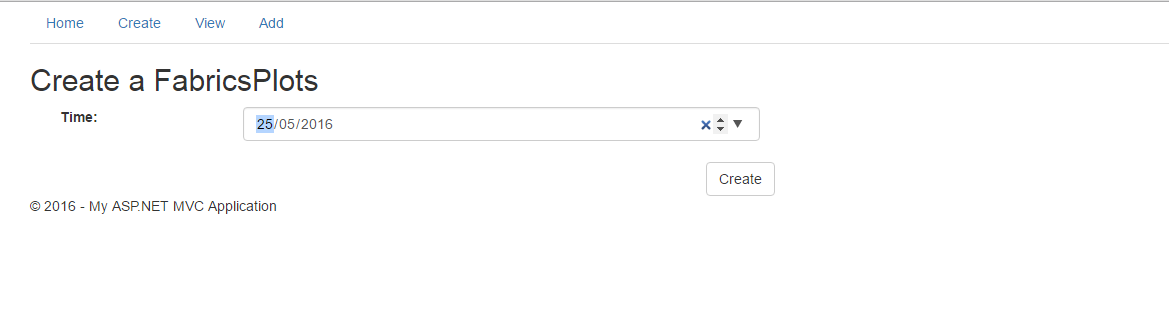 Home Create View Add
Create a FabricsPlots
Time: 25/05/2016
Create
© 2016 - My ASP.NET MVC Application